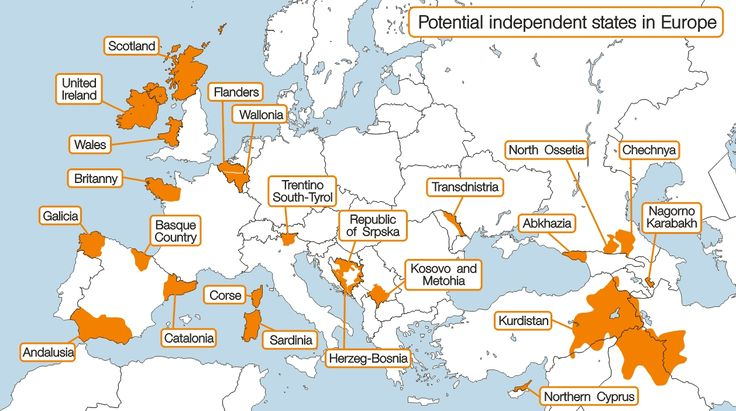 Potential independent states in Europe
Scotland
United
Ireland
Flanders
Wallonia
Wales
North Ossetia
Chechnya
Britanny
Trentino
South-Tyrol
Transdnistria
Nagorno
Karabakh
Galicia
Basque
Country
Republic
of Srpska
Abkhazia
Kosovo and
Metohia
Corse
Kurdistan
Andalusia
Catalonia
Sardinia
Herzeg-Bosnia
Northern Cyprus